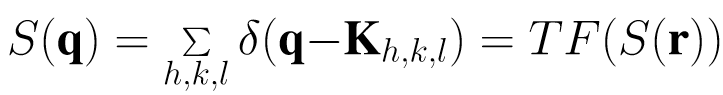 S(𝐪) = ∑_{h,k,l} δ(𝐪−𝐊_{h,k,l}) = TF(S(𝐫))